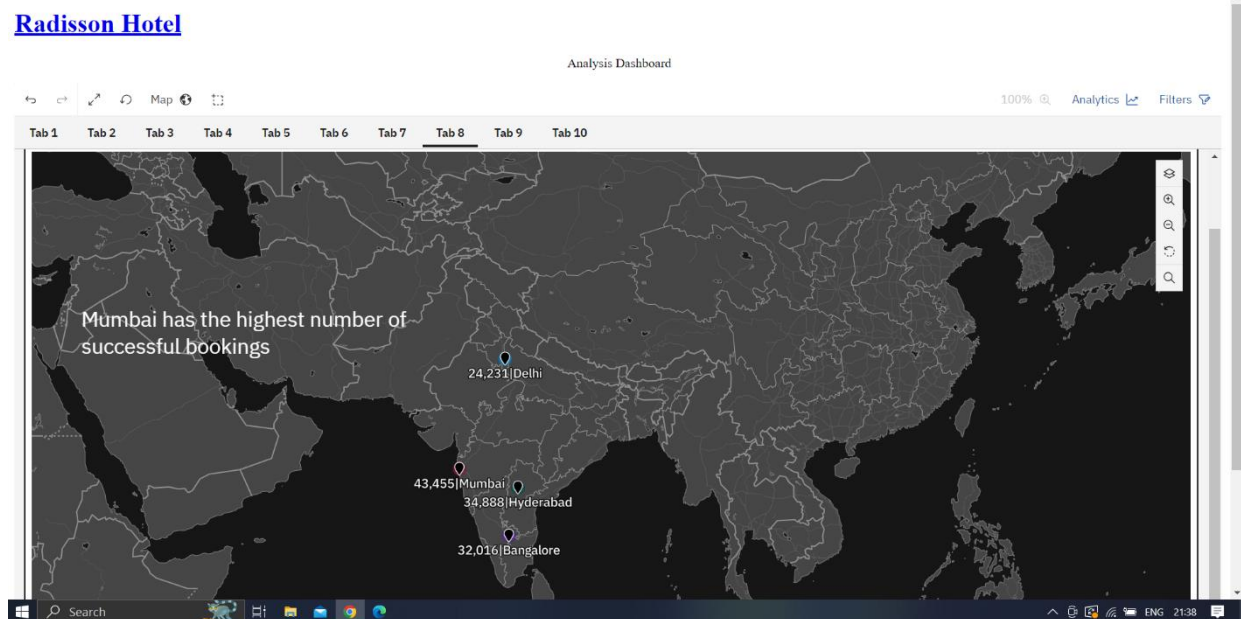 Radisson Hotel
Analysis Dashboard
Map
100%
Analytics
Filters
Tab 1 Tab 2 Tab 3 Tab 4 Tab 5 Tab 6 Tab 7 Tab 8 Tab 9 Tab 10
Mumbai has the highest number of
successful bookings
24,231|Delhi
43,455|Mumbai
34,888|Hyderabad
32,016|Bangalore
Search
ENG 21:38